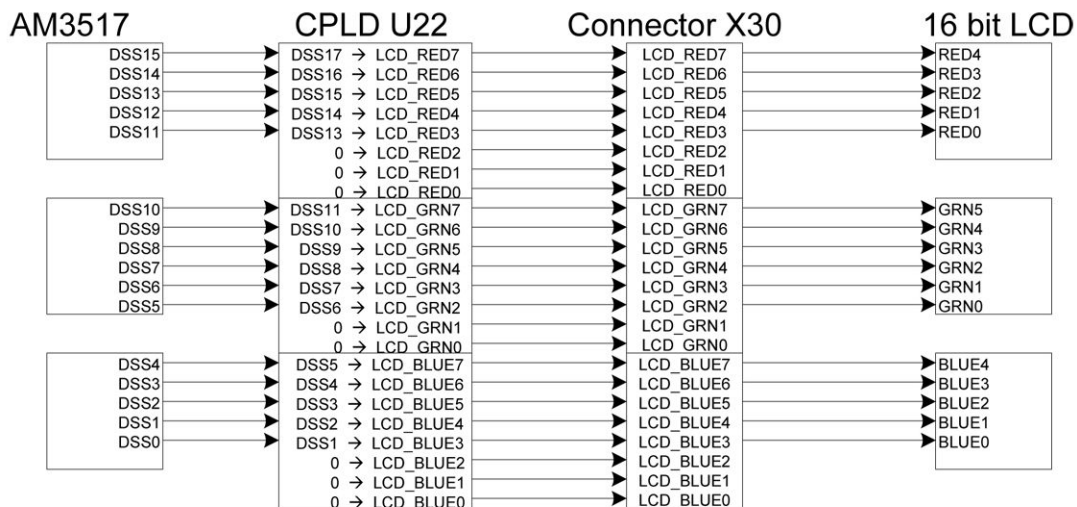 AM3517 CPLD U22 Connector X30 16 bit LCD
DSS15 DSS17 → LCD_RED7 LCD_RED7 RED4
DSS14 DSS16 → LCD_RED6 LCD_RED6 RED3
DSS13 DSS15 → LCD_RED5 LCD_RED5 RED2
DSS12 DSS14 → LCD_RED4 LCD_RED4 RED1
DSS11 DSS13 → LCD_RED3 LCD_RED3 RED0
0 → LCD_RED2 LCD_RED2
0 → LCD_RED1 LCD_RED1
0 → LCD_RED0 LCD_RED0
DSS10 DSS11 → LCD_GRN7 LCD_GRN7 GRN5
DSS9 DSS10 → LCD_GRN6 LCD_GRN6 GRN4
DSS8 DSS9 → LCD_GRN5 LCD_GRN5 GRN3
DSS7 DSS8 → LCD_GRN4 LCD_GRN4 GRN2
DSS6 DSS7 → LCD_GRN3 LCD_GRN3 GRN1
DSS5 DSS6 → LCD_GRN2 LCD_GRN2 GRN0
0 → LCD_GRN1 LCD_GRN1
0 → LCD_GRN0 LCD_GRN0
DSS4 DSS5 → LCD_BLUE7 LCD_BLUE7 BLUE4
DSS3 DSS4 → LCD_BLUE6 LCD_BLUE6 BLUE3
DSS2 DSS3 → LCD_BLUE5 LCD_BLUE5 BLUE2
DSS1 DSS2 → LCD_BLUE4 LCD_BLUE4 BLUE1
DSS0 DSS1 → LCD_BLUE3 LCD_BLUE3 BLUE0
0 → LCD_BLUE2 LCD_BLUE2
0 → LCD_BLUE1 LCD_BLUE1
0 → LCD_BLUE0 LCD_BLUE0